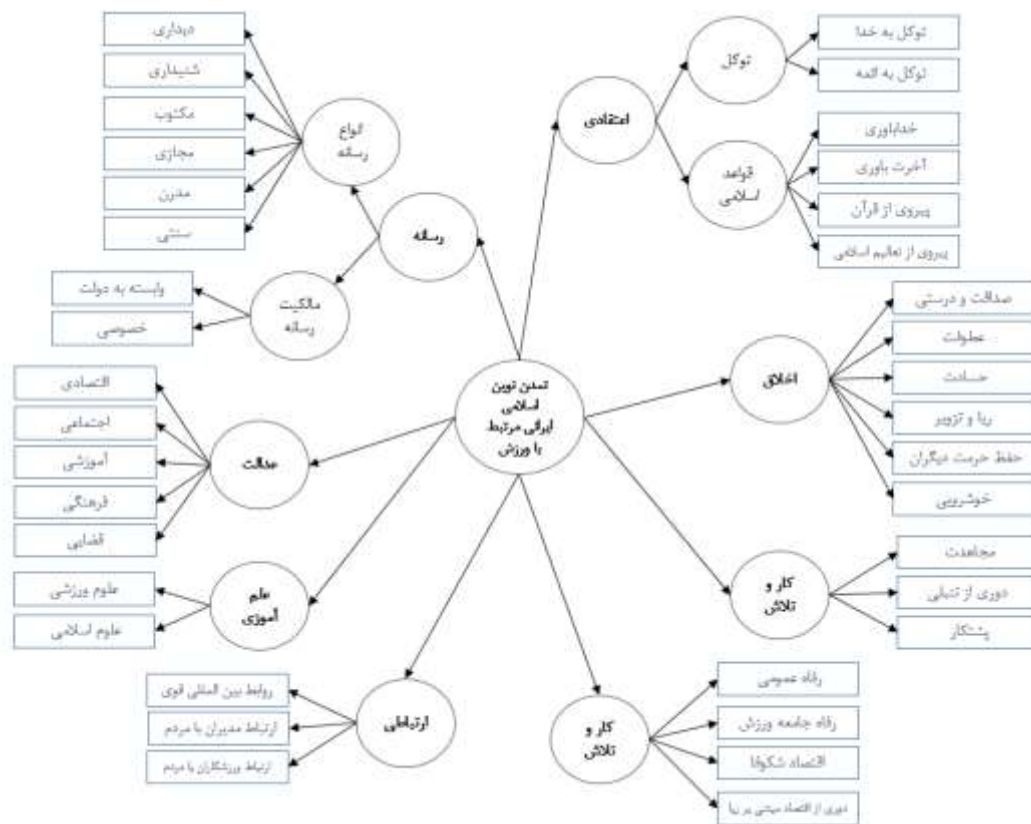 تمدن نوین
اسلامی
ایرانی مرتبط
با ورزش
اعتقادی
توکل
توکل به خدا
توکل به ائمه
قواعد
اسلامی
خداباوری
آخرت باوری
پیروی از قرآن
پیروی از تعالیم اسلامی
اخلاق
صداقت و درستی
عطوفت
حسادت
ریا و تزویر
حفظ حرمت دیگران
خوشرویی
کار و
تلاش
مجاهدت
دوری از تنبلی
پشتکار
کار و
تلاش
رفاه عمومی
رفاه جامعه ورزش
اقتصاد شکوفا
دوری از اقتصاد مبتنی بر ربا
ارتباطی
روابط بین المللی قوی
ارتباط مدیران با مردم
ارتباط ورزشکاران با مردم
علم
آموزی
علوم ورزشی
علوم اسلامی
عدالت
اقتصادی
اجتماعی
آموزشی
فرهنگی
قضایی
رسانه
انواع
رسانه
دیداری
شنیداری
مکتوب
مجازی
مدرن
سنتی
مالکیت
رسانه
وابسته به دولت
خصوصی